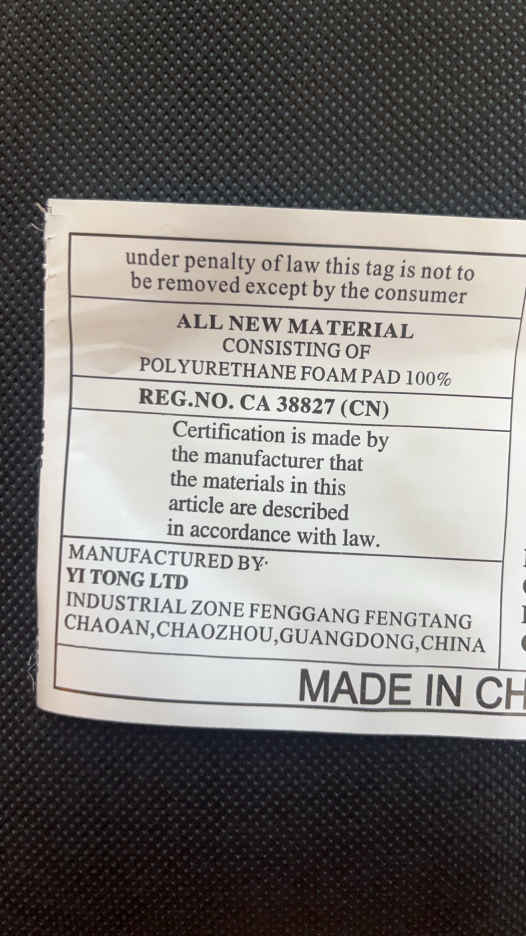 under penalty of law this tag is not to
be removed except by the consumer
ALL NEW MATERIAL
CONSISTING OF
POLYURETHANE FOAM PAD 100%
REG.NO. CA 38827 (CN)
Certification is made by
the manufacturer that
the materials in this
article are described
in accordance with law.
MANUFACTURED BY·
YI TONG LTD
INDUSTRIAL ZONE FENGGANG FENGTANG
CHAOAN,CHAOZHOU,GUANGDONG,CHINA
MADE IN CH